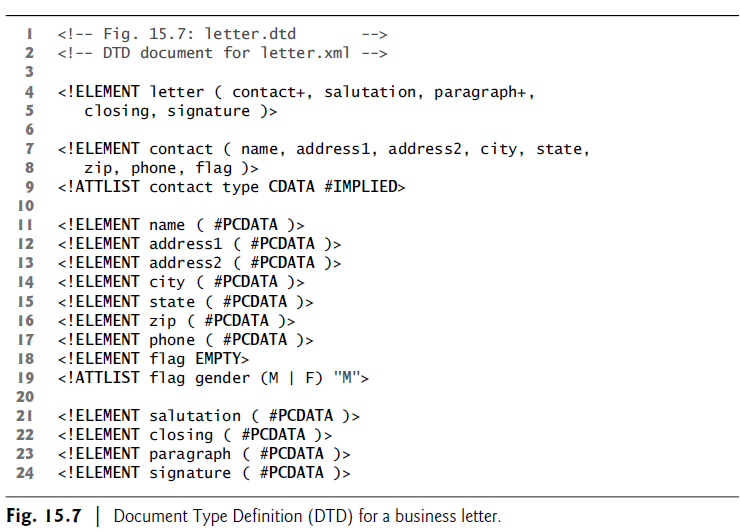 1 <!-- Fig. 15.7: letter.dtd        -->
2 <!-- DTD document for letter.xml -->
3
4 <!ELEMENT letter ( contact+, salutation, paragraph+,
5    closing, signature )>
6
7 <!ELEMENT contact ( name, address1, address2, city, state,
8    zip, phone, flag )>
9 <!ATTLIST contact type CDATA #IMPLIED>
10
11 <!ELEMENT name ( #PCDATA )>
12 <!ELEMENT address1 ( #PCDATA )>
13 <!ELEMENT address2 ( #PCDATA )>
14 <!ELEMENT city ( #PCDATA )>
15 <!ELEMENT state ( #PCDATA )>
16 <!ELEMENT zip ( #PCDATA )>
17 <!ELEMENT phone ( #PCDATA )>
18 <!ELEMENT flag EMPTY>
19 <!ATTLIST flag gender (M | F) "M">
20
21 <!ELEMENT salutation ( #PCDATA )>
22 <!ELEMENT closing ( #PCDATA )>
23 <!ELEMENT paragraph ( #PCDATA )>
24 <!ELEMENT signature ( #PCDATA )>
Fig. 15.7 | Document Type Definition (DTD) for a business letter.